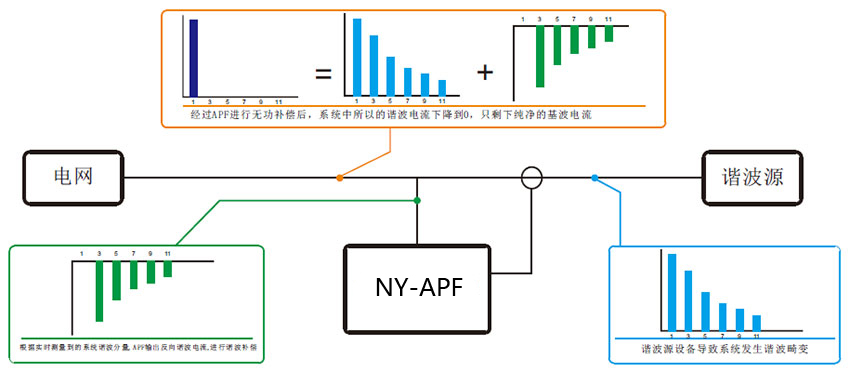 1 3 5 7 9 11
1 3 5 7 9 11
=
+
1 3 5 7 9 11
经过APF进行无功补偿后，系统中所以的谐波电流下降到0，只剩下纯净的基波电流
电网
谐波源
1 3 5 7 9 11
根据实时测量到的系统谐波分量,APF输出反向谐波电流,进行谐波补偿
NY-APF
1 3 5 7 9 11
谐波源设备导致系统发生谐波畸变